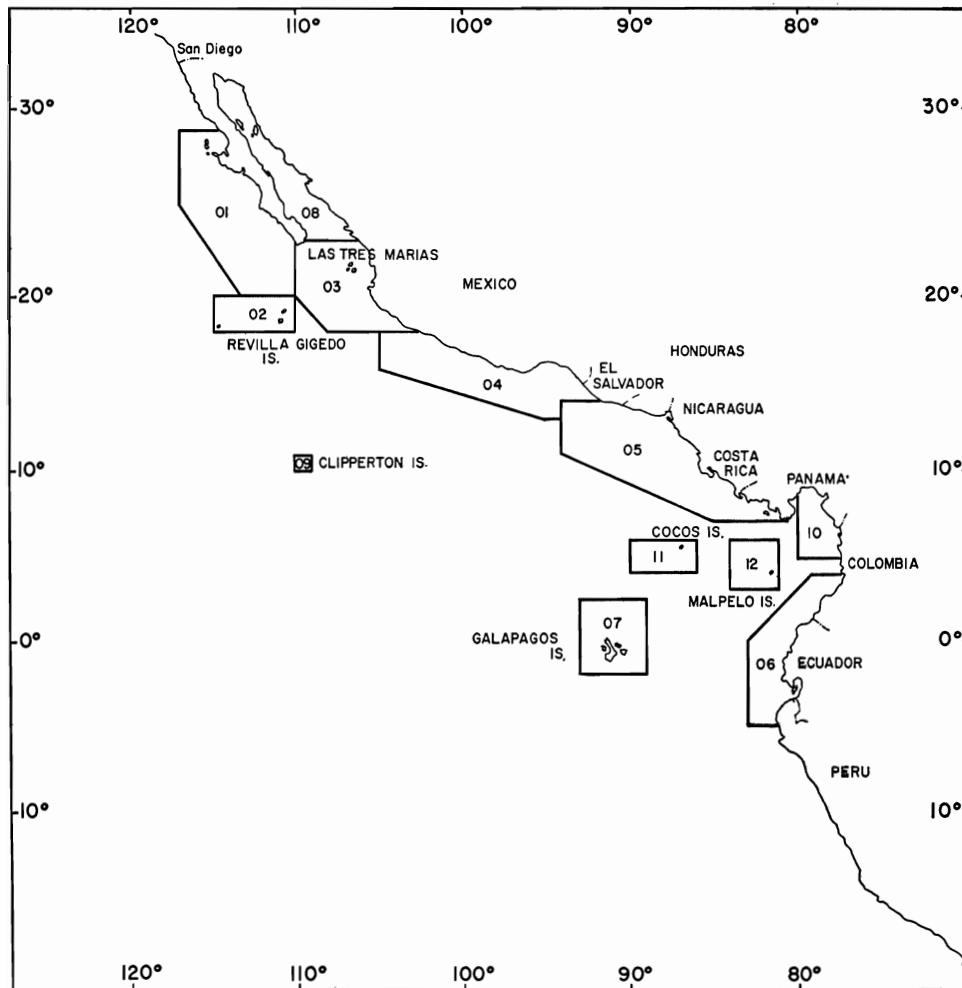 120° 110° 100° 90° 80°
San Diego
30° 30°
01
08
LAS TRES MARIAS
MEXICO
03
20° 20°
02
REVILLA GIGEDO
IS.
HONDURAS
EL
SALVADOR
04
NICARAGUA
05
COSTA
RICA
09 CLIPPERTON IS.
10° 10°
PANAMA
10
COCOS IS.
11
12
COLOMBIA
MALPELO IS.
07
GALAPAGOS
IS.
0° 0°
06
ECUADOR
PERU
10° 10°
120° 110° 100° 90° 80°